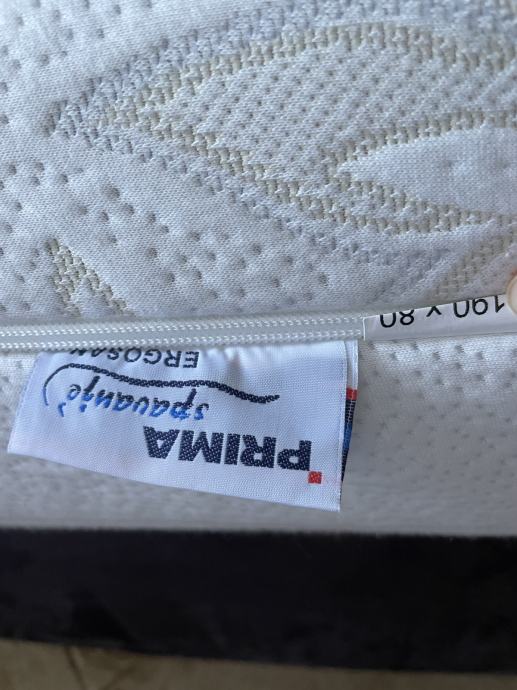 PRIMA
spavanje
ERGOSAN
190 x 80